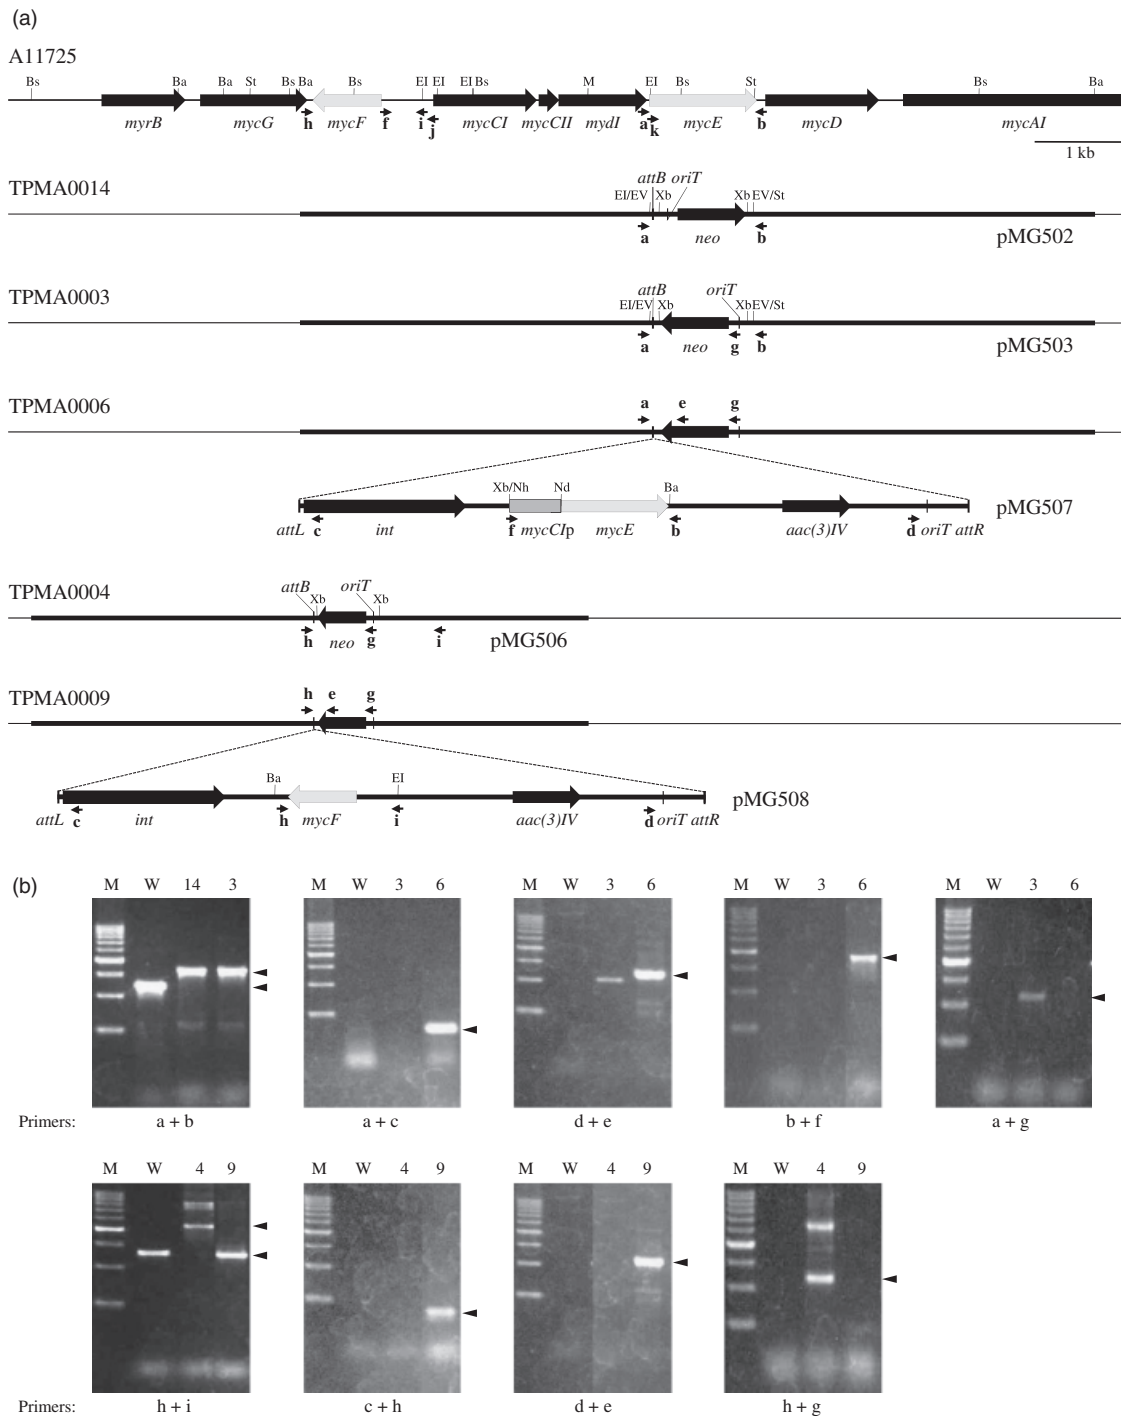 (a)
A11725
Bs Ba Ba St Bs Ba Bs EI EI EI Bs M EI Bs St Bs Ba
h f i j a k b
myrB mycG mycF mycCI mycCII mydI mycE mycD mycAI
1 kb
TPMA0014
attB oriT
EI/EV Xb Xb EV/St
a neo b
pMG502
TPMA0003
attB oriT
EI/EV Xb Xb EV/St
a neo g b
pMG503
TPMA0006
a e g
Xb/Nh Nd Ba
pMG507
attL c int f mycCIp mycE b aac(3)IV d oriT attR
TPMA0004
attB oriT
Xb Xb
h neo g i
pMG506
TPMA0009
h e g
Ba EI
pMG508
attL c int h mycF i aac(3)IV d oriT attR
(b)
M W 14 3 M W 3 6 M W 3 6 M W 3 6 M W 3 6
Primers: a + b a + c d + e b + f a + g
M W 4 9 M W 4 9 M W 4 9 M W 4 9
Primers: h + i c + h d + e h + g